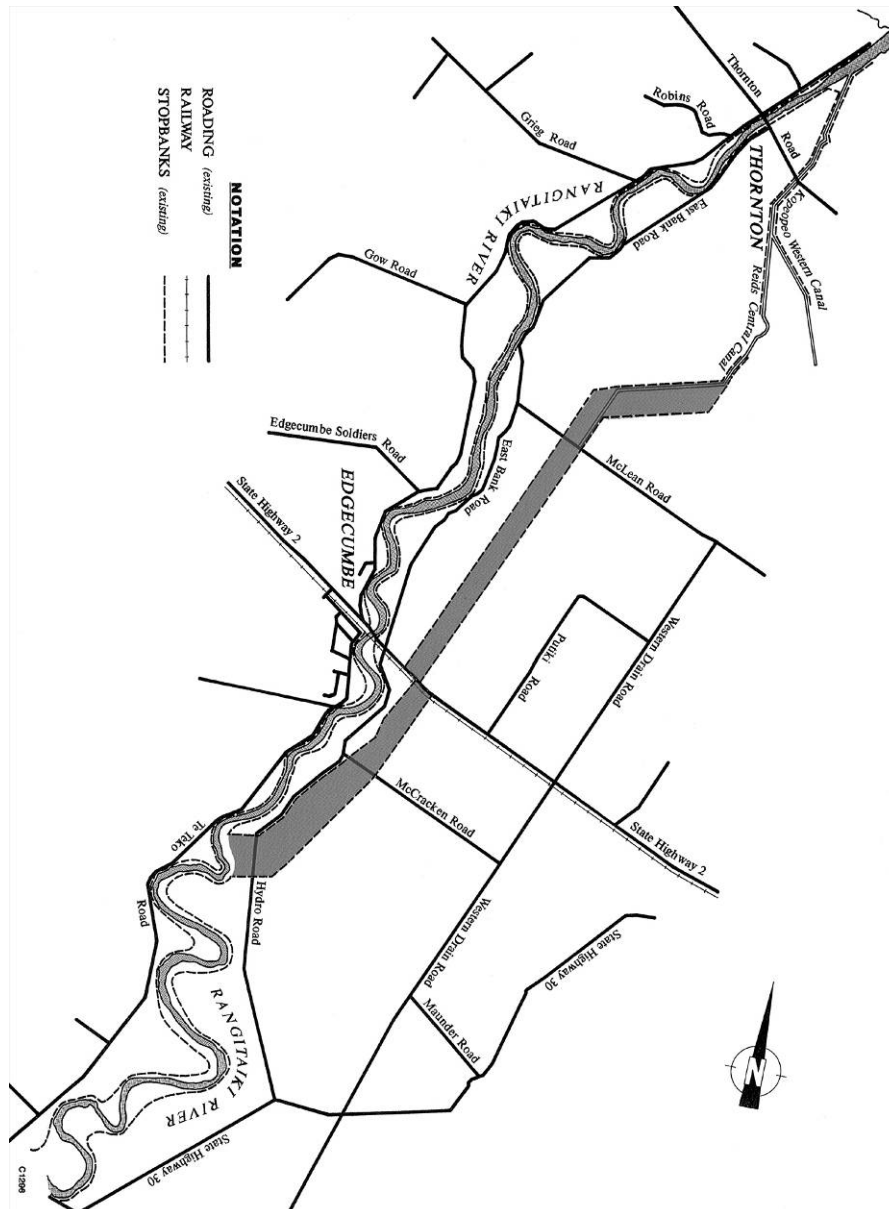 Thornton
Road
Robins Road
Grieg Road
THORNTON
Kopeopeo Western Canal
Reids Central Canal
RANGITAIKI RIVER
East Bank Road
Gow Road
NOTATION
ROADING (existing)
RAILWAY
STOPBANKS (existing)
McLean Road
East Bank Road
Edgecumbe Soldiers Road
EDGECUMBE
State Highway 2
Western Drain Road
Putiki Road
McCracken Road
State Highway 2
Te Teko
Road
Hydro Road
Western Drain Road
State Highway 30
Maunder Road
N
RANGITAIKI RIVER
State Highway 30
C1296